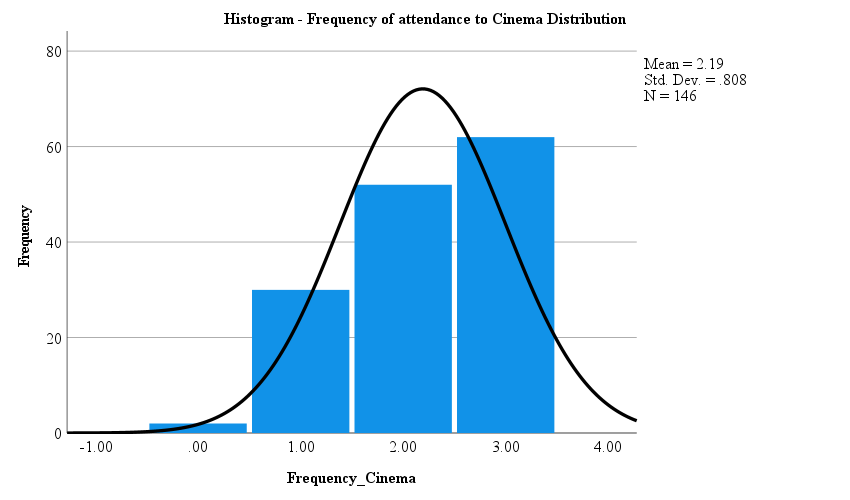 Histogram - Frequency of attendance to Cinema Distribution
Mean = 2.19
Std. Dev. = .808
N = 146
Frequency
80
60
40
20
0
-1.00 .00 1.00 2.00 3.00 4.00
Frequency_Cinema